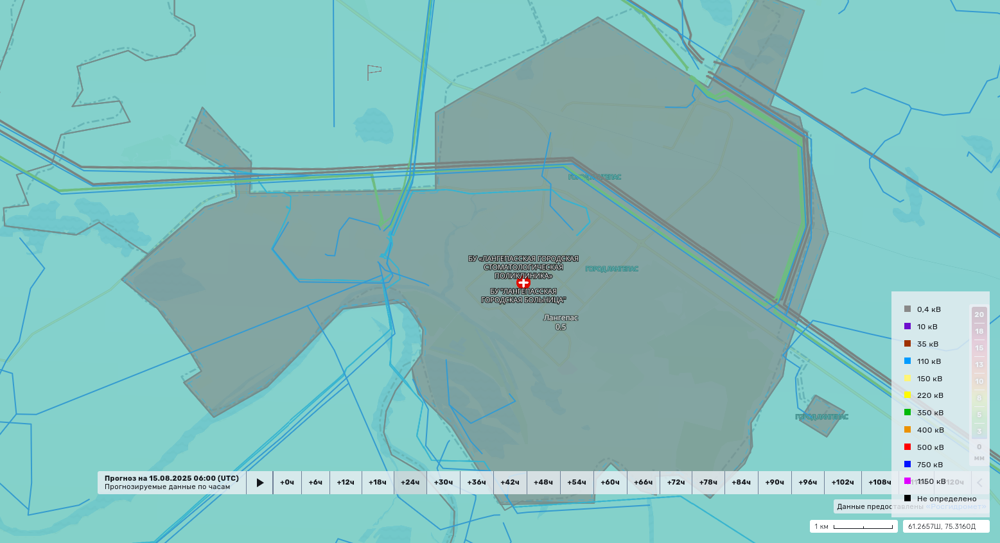 ГОРОД ЛАНГЕПАС
БУ «ЛАНГЕПАССКАЯ ГОРОДСКАЯ
СТОМАТОЛОГИЧЕСКАЯ
ПОЛИКЛИНИКА»
ГОРОД ЛАНГЕПАС
БУ "ЛАНГЕПАССКАЯ
ГОРОДСКАЯ БОЛЬНИЦА"
Лангепас
0.5
ГОРОД ЛАНГЕПАС
0,4 кВ
10 кВ
35 кВ
110 кВ
150 кВ
220 кВ
350 кВ
400 кВ
500 кВ
750 кВ
1150 кВ
Не определено
20
18
15
13
10
8
5
3
0
мм
Прогноз на 15.08.2025 06:00 (UTC)
Прогнозируемые данные по часам
+0ч +6ч +12ч +18ч +24ч +30ч +36ч +42ч +48ч +54ч +60ч +66ч +72ч +78ч +84ч +90ч +96ч +102ч +108ч
Данные предоставлены «Росгидромет»
1 км
61.2657Ш, 75.3160Д